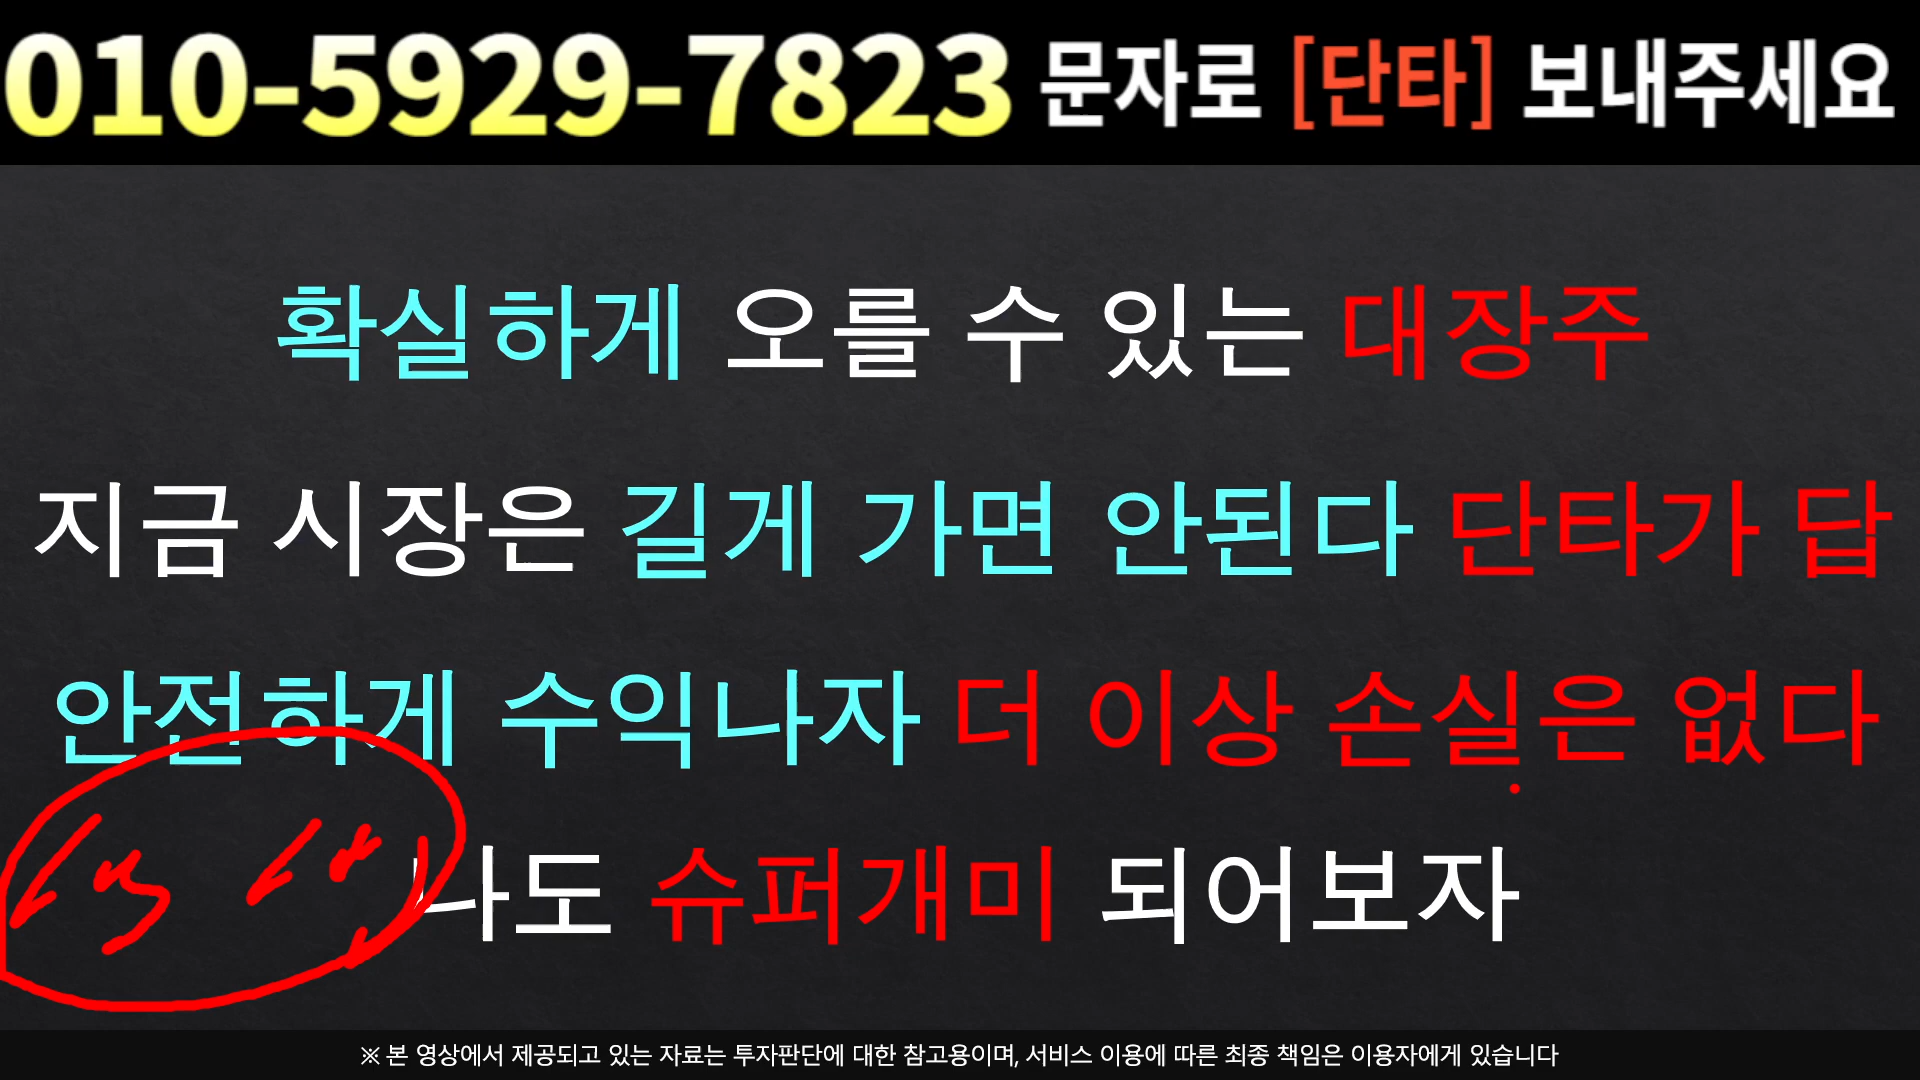 010-5929-7823 문자로 [단타] 보내주세요
확실하게 오를 수 있는 대장주
지금 시장은 길게 가면 안된다 단타가 답
안전하게 수익나자 더 이상 손실은 없다
나도 슈퍼개미 되어보자
※ 본 영상에서 제공되고 있는 자료는 투자판단에 대한 참고용이며, 서비스 이용에 따른 최종 책임은 이용자에게 있습니다